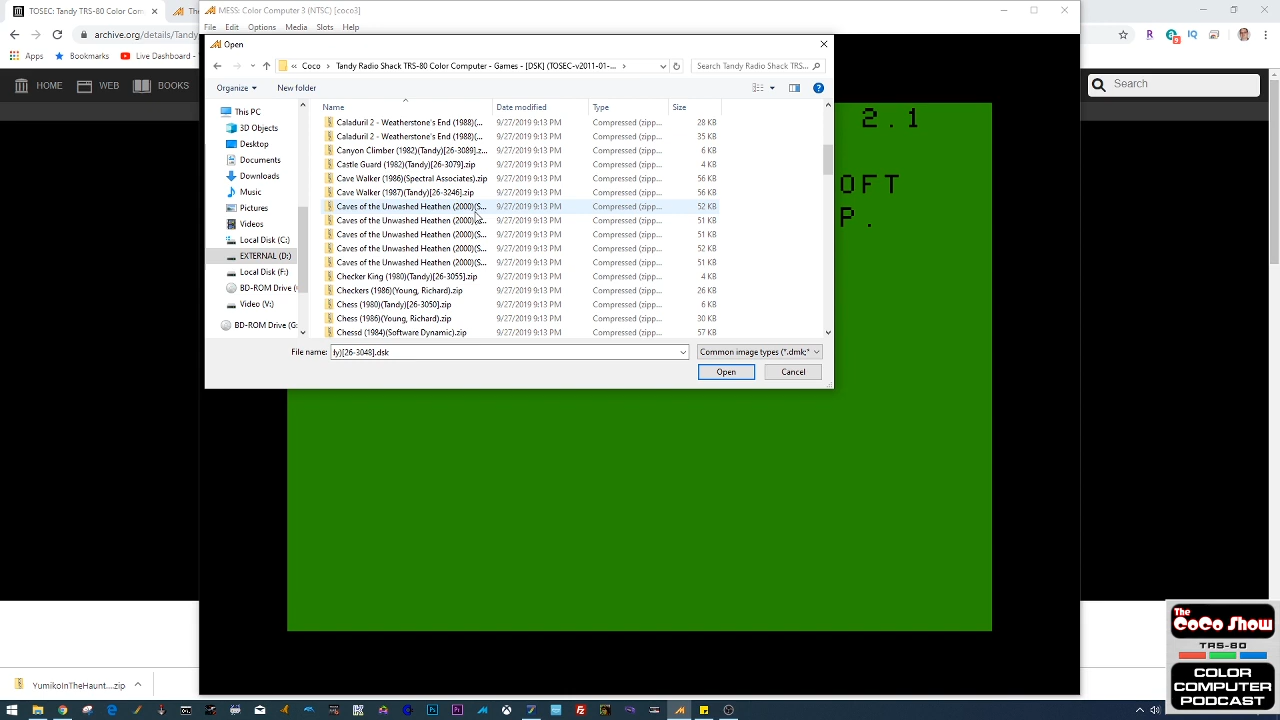 TOSEC: Tandy TRS-80 Color Com
MESS: Color Computer 3 (NTSC) [coco3]
archive.org/details/Tandy
File Edit Options Media Slots Help
Apps Bookmarks Live Dashboard -
HOME WEB BOOKS
Search
Open
Coco Tandy Radio Shack TRS-80 Color Computer - Games - [DSK] (TOSEC-v2011-01-...
Search Tandy Radio Shack TRS...
Organize New folder
Name Date modified Type Size
This PC
3D Objects
Desktop
Documents
Downloads
Music
Pictures
Videos
Local Disk (C:)
EXTERNAL (D:)
Local Disk (F:)
BD-ROM Drive (
Video (V:)
BD-ROM Drive (G:
Caladuril 2 - Weatherstone's End (1988)(... 9/27/2019 9:13 PM Compressed (zipp... 28 KB
Caladuril 2 - Weatherstone's End (1988)(... 9/27/2019 9:13 PM Compressed (zipp... 35 KB
Canyon Climber (1982)(Tandy)[26-3089].z... 9/27/2019 9:13 PM Compressed (zipp... 6 KB
Castle Guard (1982)(Tandy)[26-3079].zip 9/27/2019 9:13 PM Compressed (zipp... 4 KB
Cave Walker (1986)(Spectral Associates).zip 9/27/2019 9:13 PM Compressed (zipp... 56 KB
Cave Walker (1987)(Tandy)[26-3246].zip 9/27/2019 9:13 PM Compressed (zipp... 56 KB
Caves of the Unwashed Heathen (2000)(S... 9/27/2019 9:13 PM Compressed (zipp... 52 KB
Caves of the Unwashed Heathen (2000)(S... 9/27/2019 9:13 PM Compressed (zipp... 51 KB
Caves of the Unwashed Heathen (2000)(S... 9/27/2019 9:13 PM Compressed (zipp... 51 KB
Caves of the Unwashed Heathen (2000)(S... 9/27/2019 9:13 PM Compressed (zipp... 52 KB
Caves of the Unwashed Heathen (2000)(S... 9/27/2019 9:13 PM Compressed (zipp... 51 KB
Checker King (1980)(Tandy)[26-3055].zip 9/27/2019 9:13 PM Compressed (zipp... 4 KB
Checkers (1986)(Young, Richard).zip 9/27/2019 9:13 PM Compressed (zipp... 26 KB
Chess (1980)(Tandy)[26-3050].zip 9/27/2019 9:13 PM Compressed (zipp... 6 KB
Chess (1986)(Young, Richard).zip 9/27/2019 9:13 PM Compressed (zipp... 30 KB
Chessd (1984)(Software Dynamic).zip 9/27/2019 9:13 PM Compressed (zipp... 57 KB
File name: ly)[26-3048].dsk Common image types (*.dmk;*
Open Cancel
2.1
OFT
P.
YumikoInTheHaunt....zip
The
CoCo Show
TRS-80
COLOR
COMPUTER
PODCAST